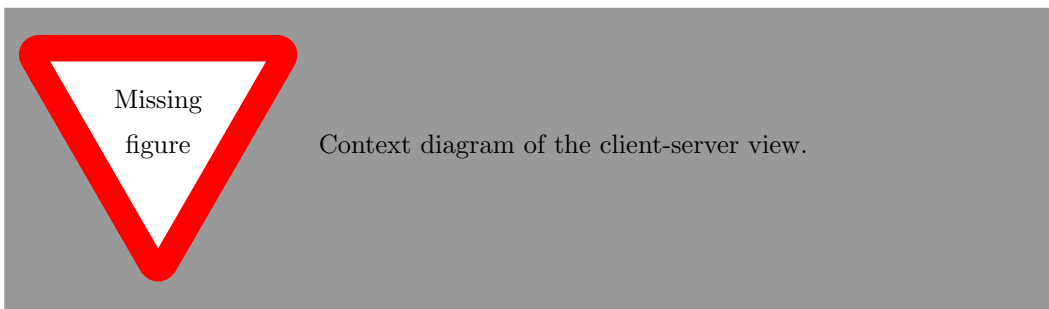 Missing
figure
Context diagram of the client-server view.